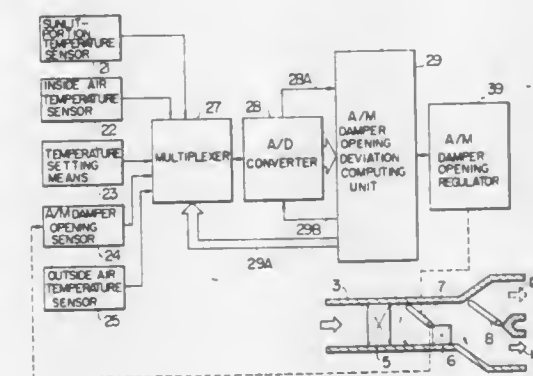 SUNLIT-
PORTION
TEMPERATURE
SENSOR
21
INSIDE AIR
TEMPERATURE
SENSOR
22
TEMPERATURE
SETTING
MEANS
23
A/M DAMPER
OPENING
SENSOR
24
OUTSIDE AIR
TEMPERATURE
SENSOR
25
27
MULTIPLEXER
28
A/D
CONVERTER
28A
29B
29A
29
A/M
DAMPER
OPENING
DEVIATION
COMPUTING
UNIT
39
A/M
DAMPER
OPENING
REGULATOR
3
7
5
6
8